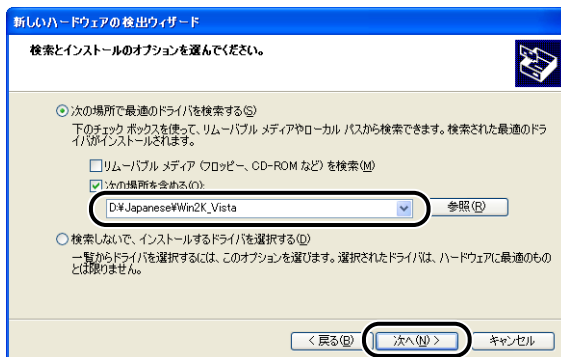 新しいハードウェアの検出ウィザード
検索とインストールのオプションを選んでください。
次の場所で最適のドライバを検索する(S)
下のチェック ボックスを使って、リムーバブル メディアやローカル パスから検索できます。検索された最適のドラ
イバがインストールされます。
リムーバブル メディア (フロッピー、CD-ROM など) を検索(M)
次の場所を含める(O):
D:¥Japanese¥Win2K_Vista
参照(R)
検索しないで、インストールするドライバを選択する(D)
一覧からドライバを選択するには、このオプションを選びます。選択されたドライバは、ハードウェアに最適のもの
とは限りません。
< 戻る(B)
次へ(N) >
キャンセル